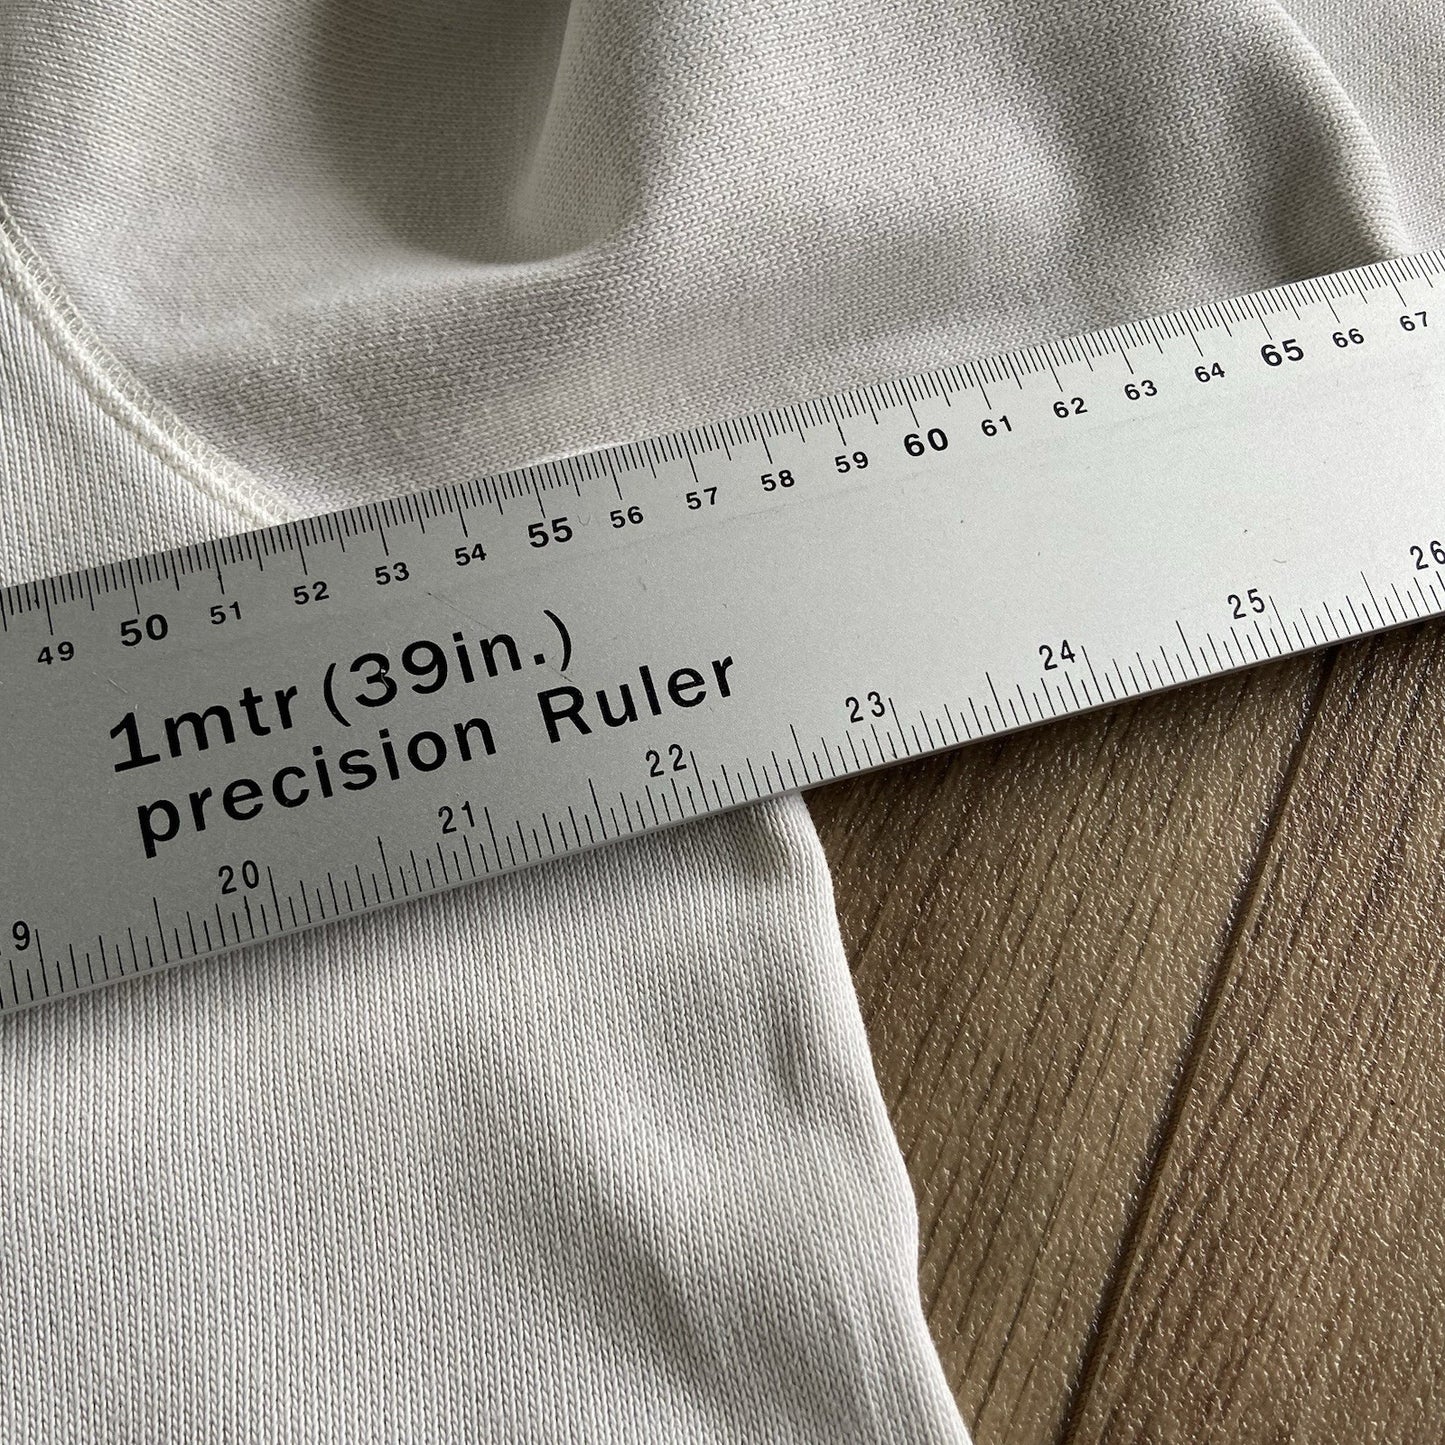 49 50 51 52 53 54 55 56 57 58 59 60 61 62 63 64 65 66 67
1mtr (39in.)
precision Ruler
9 20 21 22 23 24 25 26